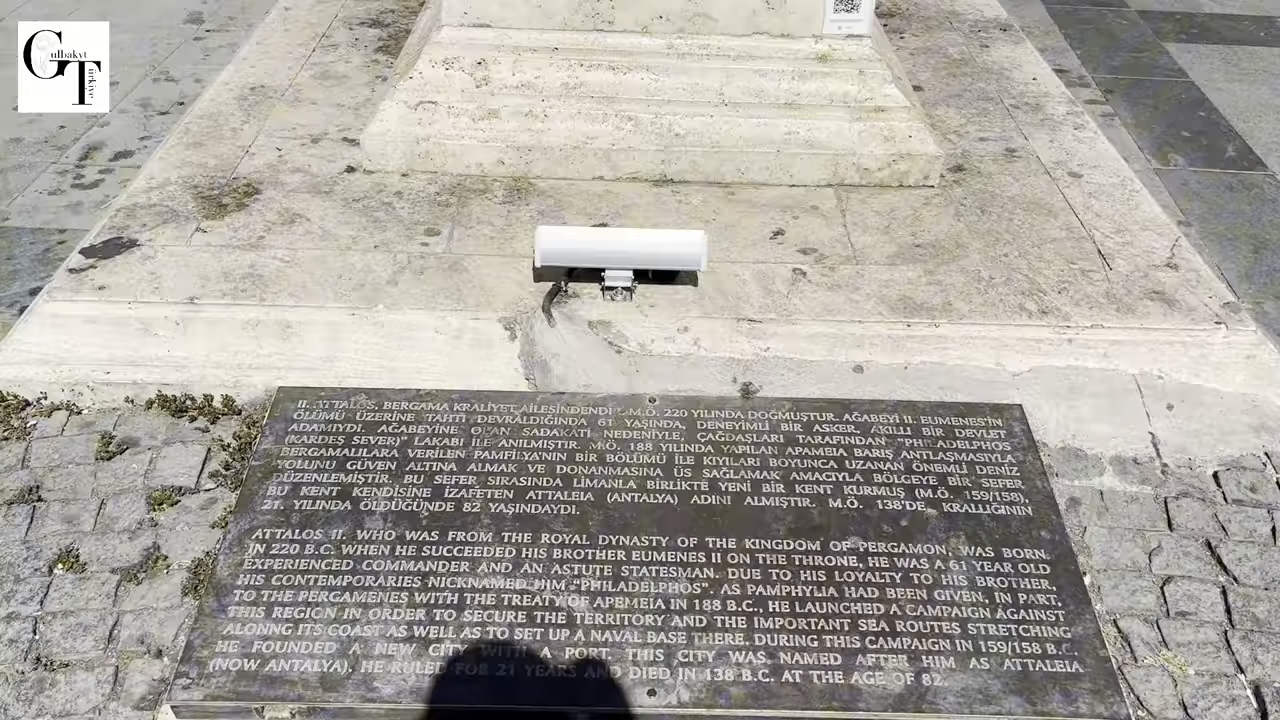 Gulbakyt
Türkiye
II. ATTALOS, BERGAMA KRALİYET AİLESİNDENDİ. M.Ö. 220 YILINDA DOĞMUŞTUR. AĞABEYİ II. EUMENES'İN
ÖLÜMÜ ÜZERİNE TAHTI DEVRALDIĞINDA 61 YAŞINDA, DENEYİMLİ BİR ASKER, AKILLI BİR DEVLET
ADAMIYDI. AĞABEYİNE OLAN SADAKATİ NEDENİYLE, ÇAĞDAŞLARI TARAFINDAN "PHILADELPHOS
(KARDEŞ SEVER)" LAKABI İLE ANILMIŞTIR. M.Ö. 188 YILINDA YAPILAN APAMEIA BARIŞ ANTLAŞMASIYLA
BERGAMALILARA VERİLEN PAMFİLYA'NIN BİR BÖLÜMÜ İLE KIYILARI BOYUNCA UZANAN ÖNEMLİ DENİZ
YOLUNU GÜVEN ALTINA ALMAK VE DONANMASINA ÜS SAĞLAMAK AMACIYLA BÖLGEYE BİR SEFER
DÜZENLEMİŞTİR. BU SEFER SIRASINDA LİMANLA BİRLİKTE YENİ BİR KENT KURMUŞ (M.Ö. 159/158),
BU KENT KENDİSİNE İZAFETEN ATTALEIA (ANTALYA) ADINI ALMIŞTIR. M.Ö. 138'DE, KRALLIĞININ
21. YILINDA ÖLDÜĞÜNDE 82 YAŞINDAYDI.
ATTALOS II. WHO WAS FROM THE ROYAL DYNASTY OF THE KINGDOM OF PERGAMON, WAS BORN
IN 220 B.C. WHEN HE SUCCEEDED HIS BROTHER EUMENES II ON THE THRONE, HE WAS A 61 YEAR OLD
EXPERIENCED COMMANDER AND AN ASTUTE STATESMAN. DUE TO HIS LOYALTY TO HIS BROTHER,
HIS CONTEMPORARIES NICKNAMED HIM "PHILADELPHOS". AS PAMPHYLIA HAD BEEN GIVEN, IN PART,
TO THE PERGAMENES WITH THE TREATY OF APEMEIA IN 188 B.C., HE LAUNCHED A CAMPAIGN AGAINST
THIS REGION IN ORDER TO SECURE THE TERRITORY AND THE IMPORTANT SEA ROUTES STRETCHING
ALONNG ITS COAST AS WELL AS TO SET UP A NAVAL BASE THERE. DURING THIS CAMPAIGN IN 159/158 B.C.
HE FOUNDED A NEW CITY WITH A PORT. THIS CITY WAS NAMED AFTER HIM AS ATTALEIA
(NOW ANTALYA). HE RULED FOR 21 YEARS AND DIED IN 138 B.C. AT THE AGE OF 82.